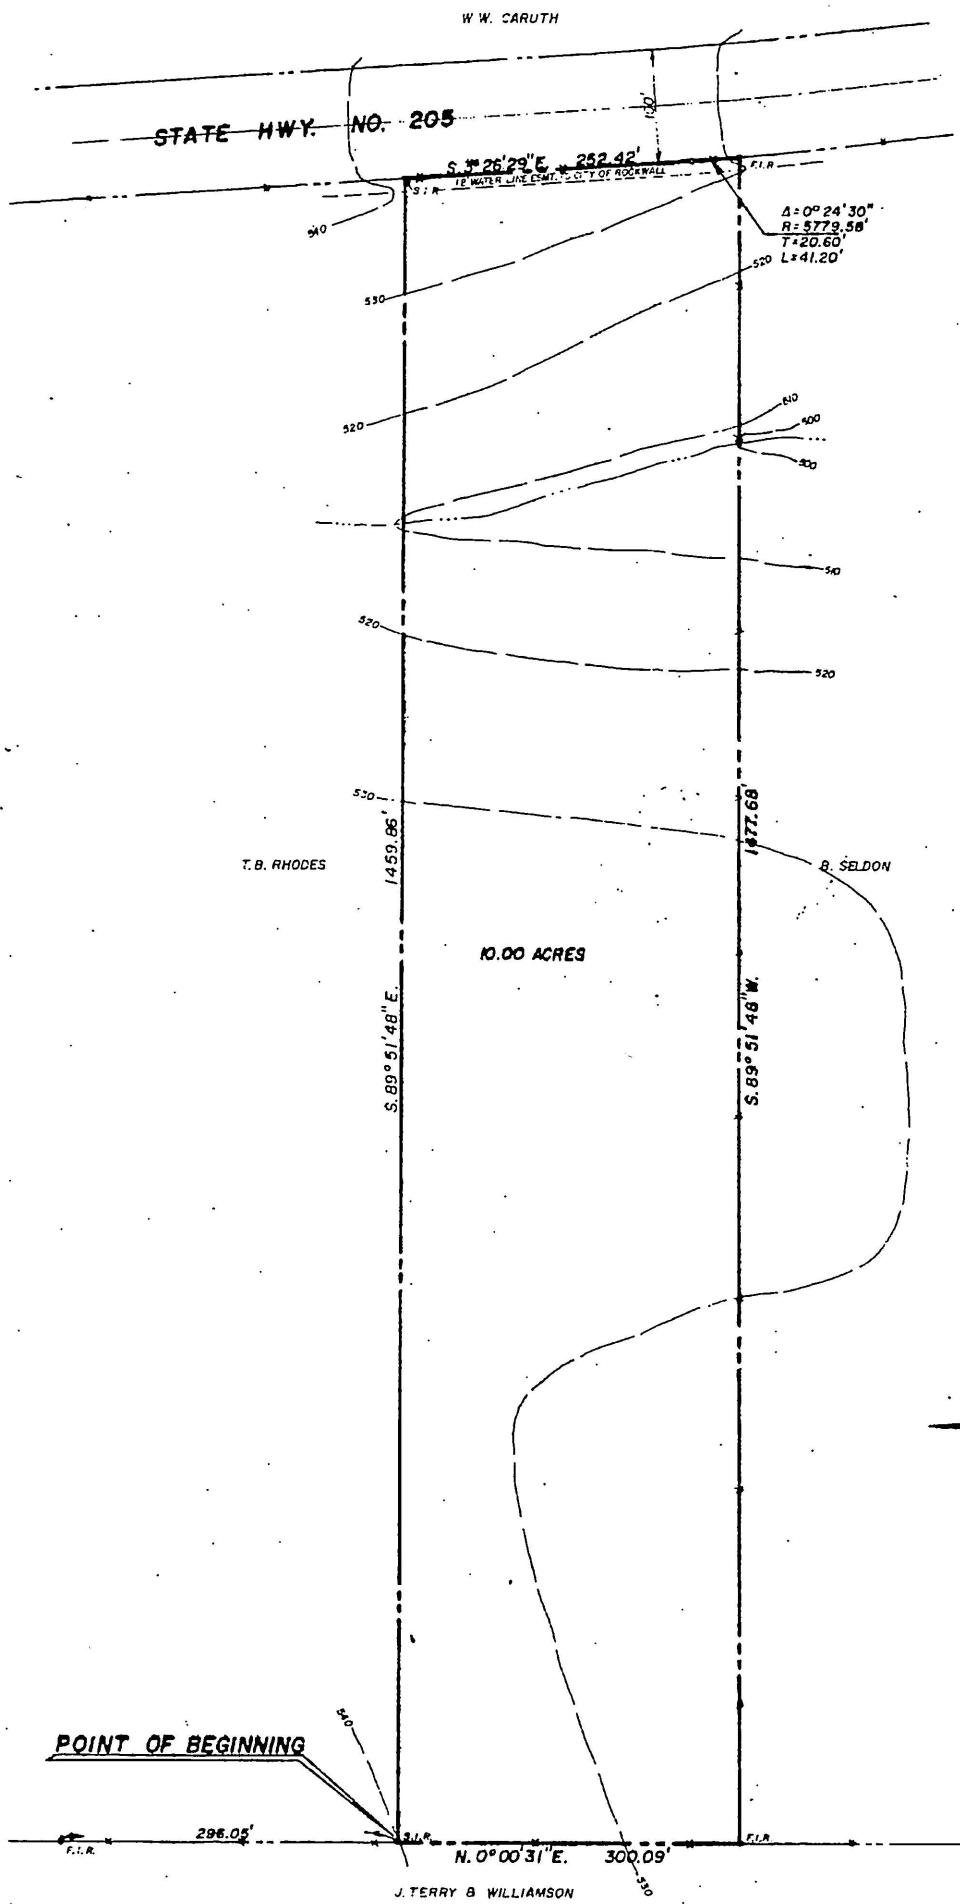 W. W. CARUTH
STATE HWY. NO. 205
100'
S. 3° 26' 29" E. 252.42'
12' WATER LINE ESMT. TO CITY OF ROCKWALL
S.I.R.
F.I.R.
Δ=0° 24' 30"
R=5779.58'
T=20.60'
L=41.20'
540
530
520
520
510
500
500
510
520
520
530
1459.86'
1477.68'
T.B. RHODES
B. SELDON
10.00 ACRES
S. 89° 51' 48" E.
S. 89° 51' 48" W.
540
POINT OF BEGINNING
296.05'
F.I.R.
S.I.R.
F.I.R.
N. 0° 00' 31" E. 300.09'
530
J. TERRY & WILLIAMSON